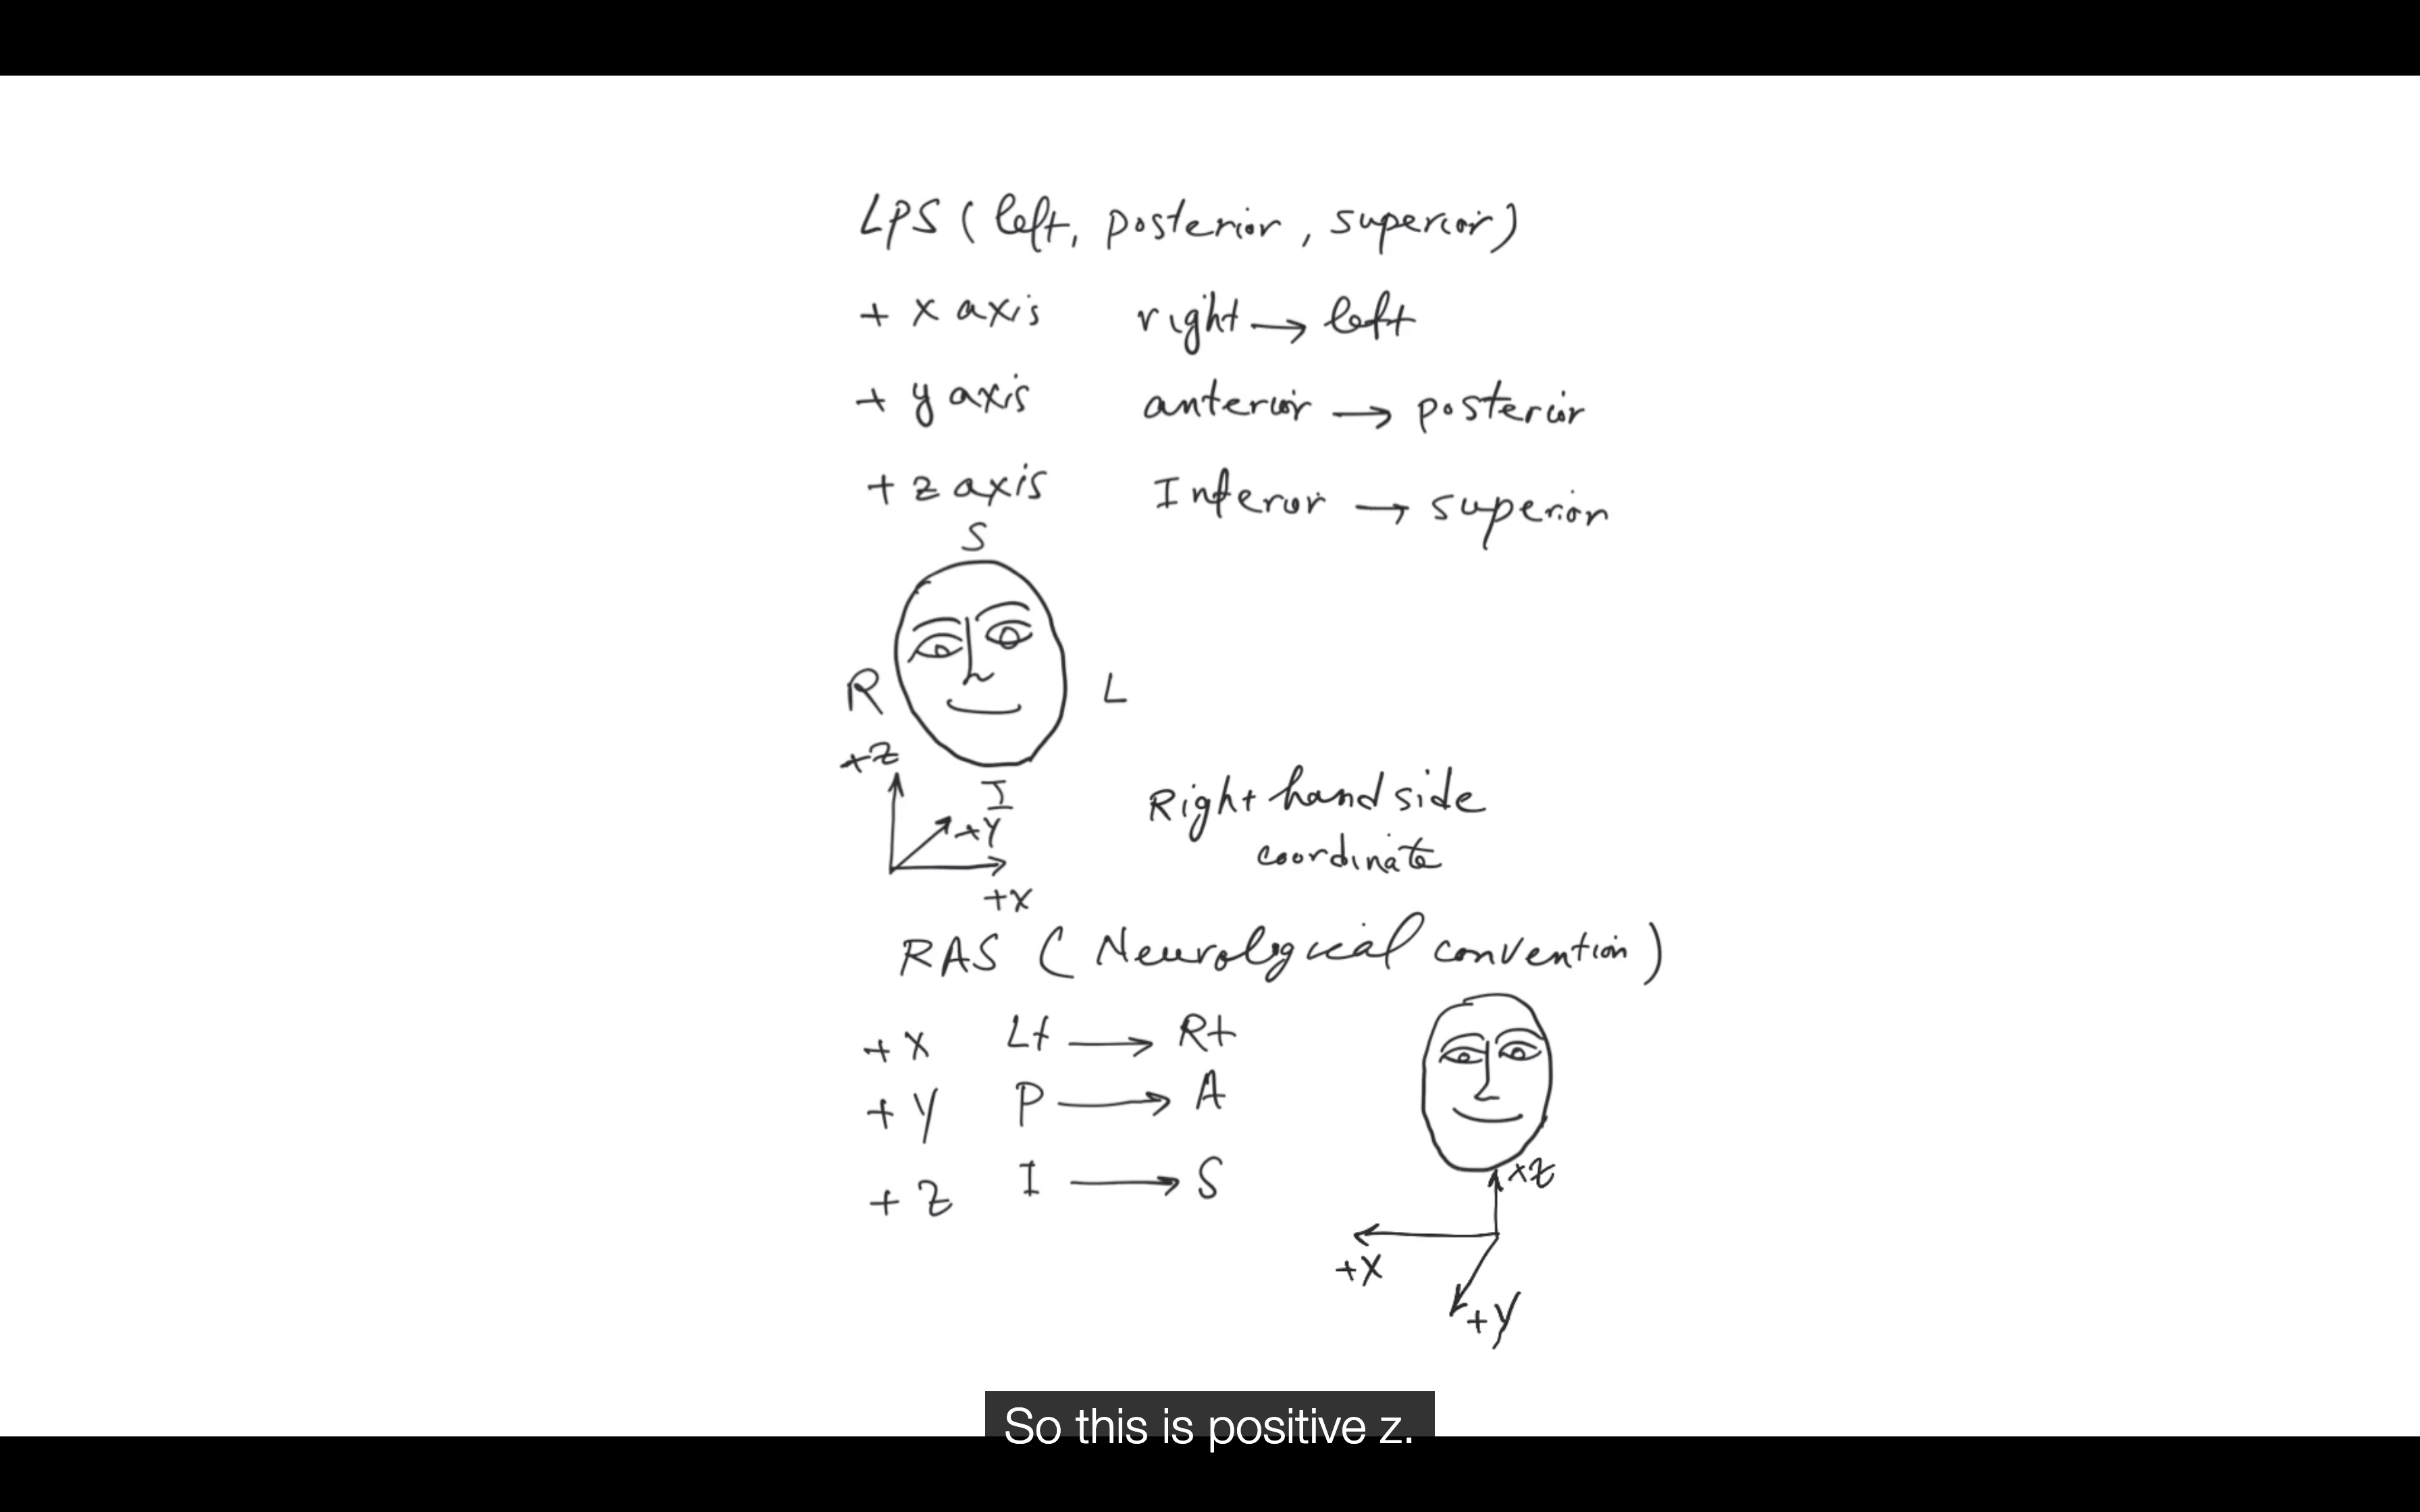 LPS (left, posterior, superior)
+ x axis right → left
+ y axis anterior → posterior
+ z axis Inferior → superior
S
R L
+Z
I
+Y
+X
Right hand side
coordinate
RAS (Neurological convention)
+ X Lt → Rt
+ Y P → A
+ Z I → S
+Z
+X
+Y
So this is positive z.